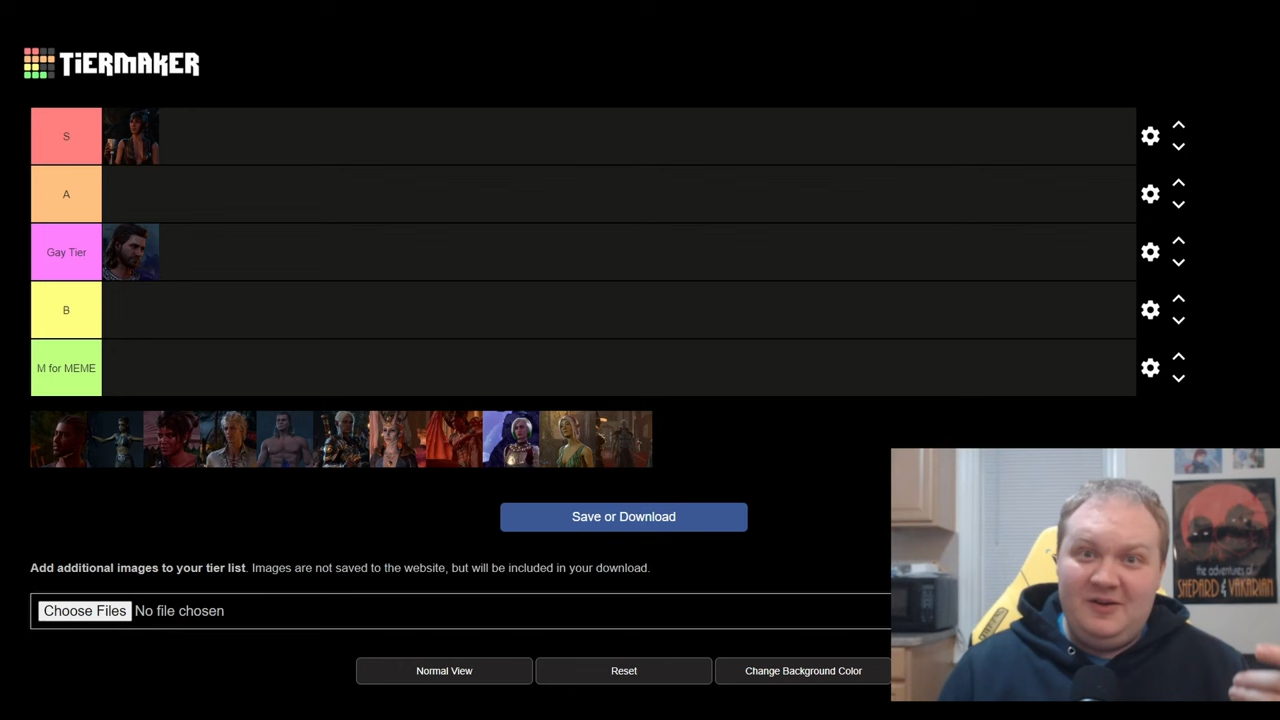 TIERMAKER
S
A
Gay Tier
B
M for MEME
Save or Download
Add additional images to your tier list. Images are not saved to the website, but will be included in your download.
Choose Files No file chosen
Normal View
Reset
Change Background Color
the adventures of
SHEPARD & VAKARIAN